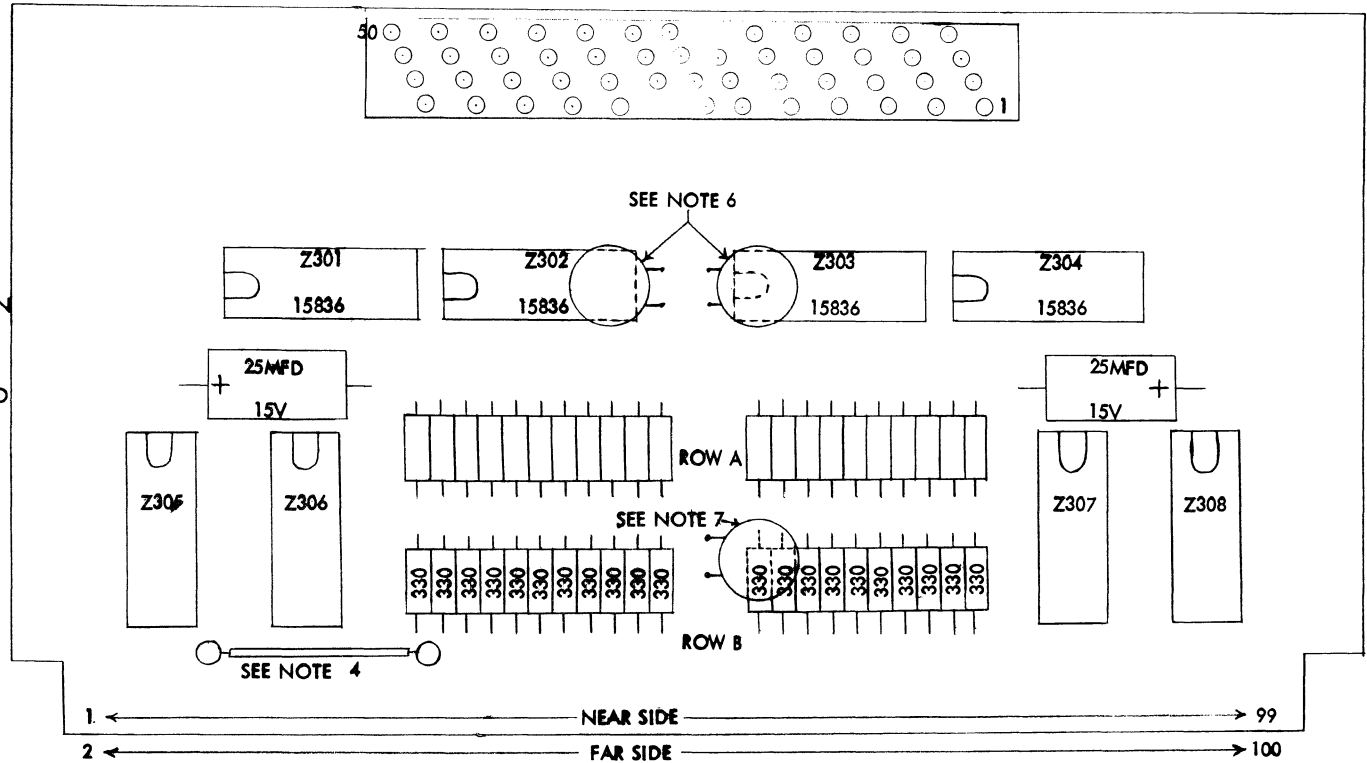 50
1
SEE NOTE 6
Z301
15836
Z302
15836
Z303
15836
Z304
15836
25MFD
+
15V
25MFD
+
15V
ROW A
Z305
Z306
Z307
Z308
SEE NOTE 7
330 330 330 330 330 330 330 330 330 330 330
330 330 330 330 330 330 330 330 330 330
ROW B
SEE NOTE 4
1 NEAR SIDE 99
2 FAR SIDE 100